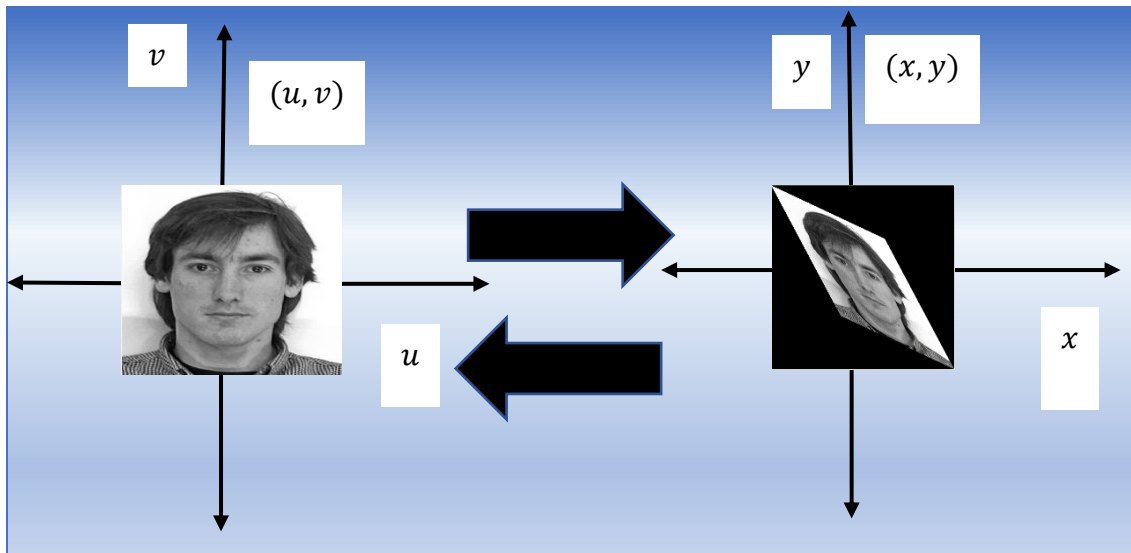 𝑣
(𝑢, 𝑣)
𝑢
𝑦
(𝑥, 𝑦)
𝑥